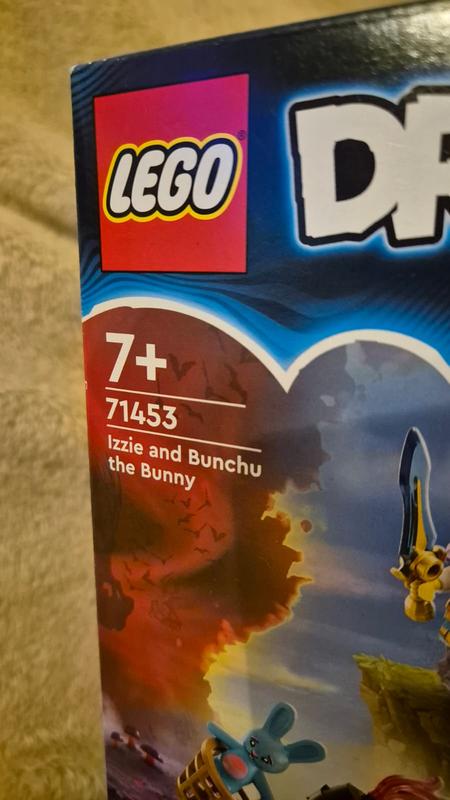 LEGO®
DR
7+
71453
Izzie and Bunchu
the Bunny